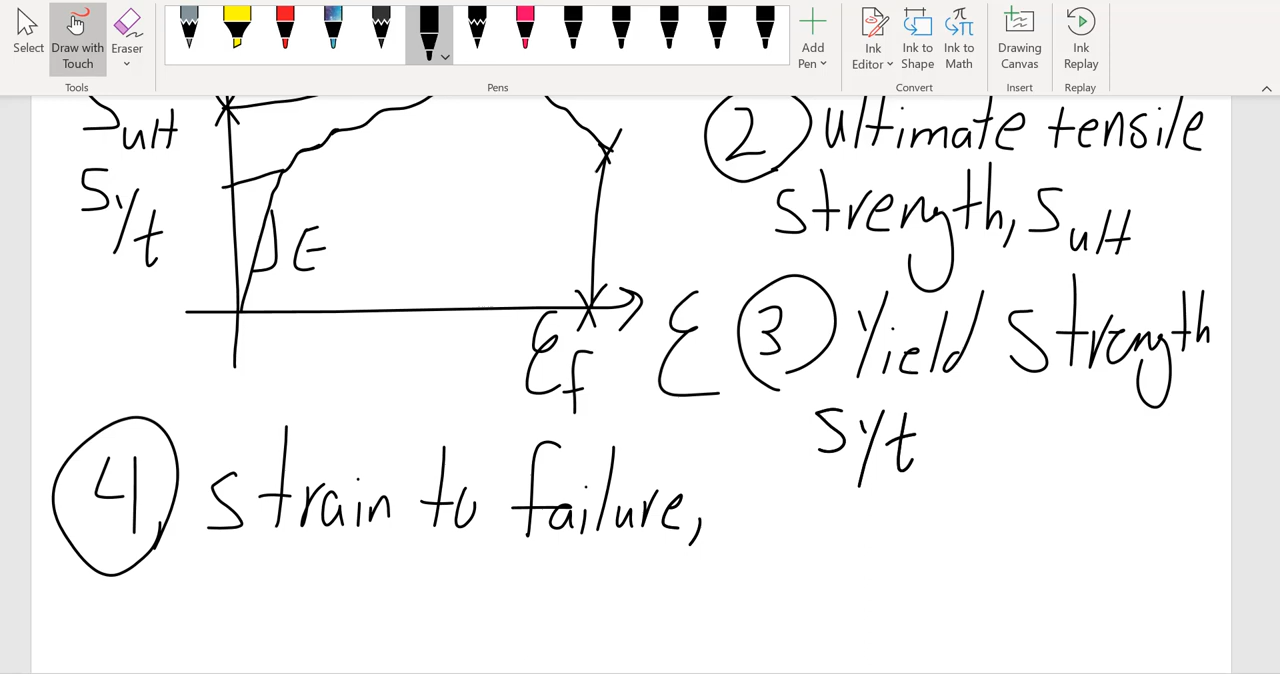 Select
Draw with Touch
Eraser
Tools
Pens
Add Pen
Ink Editor
Ink to Shape
Ink to Math
Convert
Drawing Canvas
Insert
Ink Replay
Replay
Sult
Sy/t
E
εf
ε
2 ultimate tensile
strength, Sult
3 Yield Strength
Sy/t
4, strain to failure,